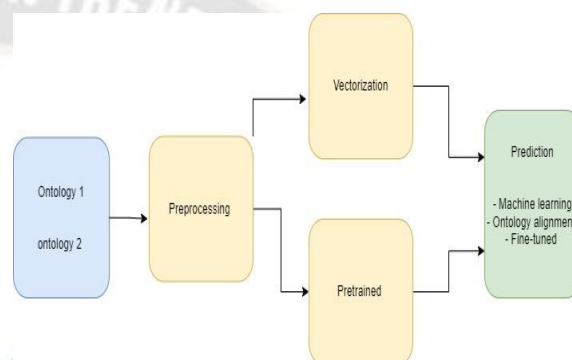 Vectorization
Ontology 1
ontology 2
Preprocessing
Prediction
- Machine learning
- Ontology alignment
- Fine-tuned
Pretrained